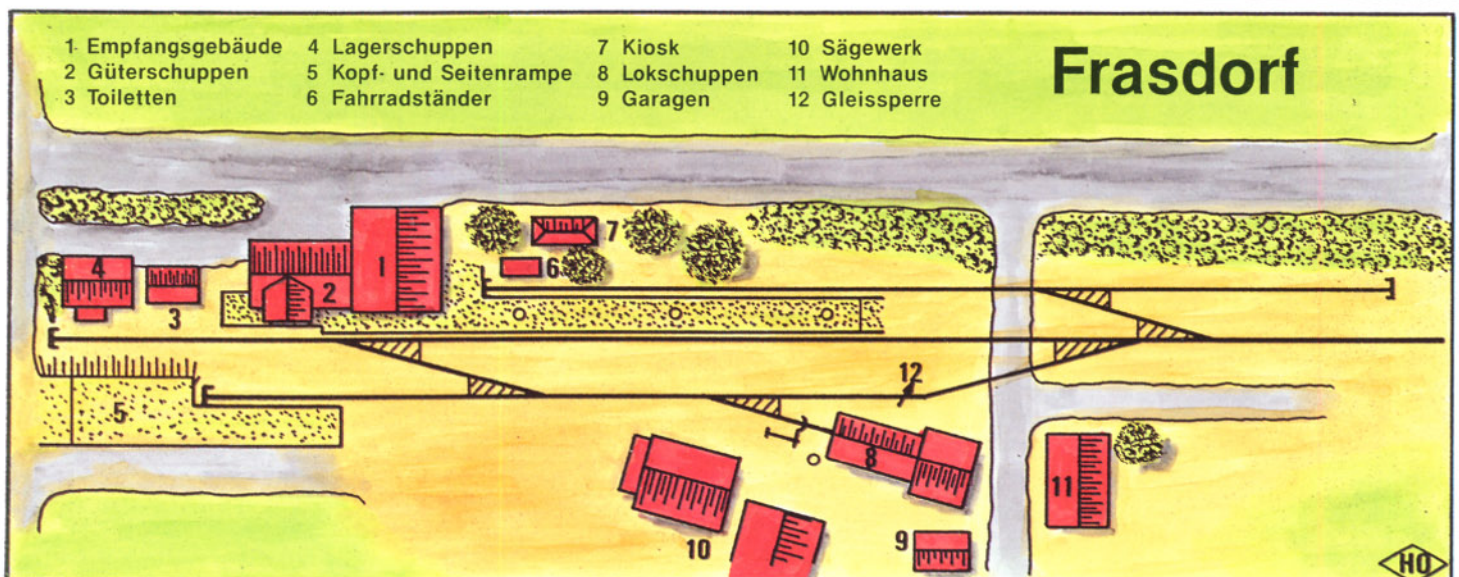 Frasdorf
1 Empfangsgebäude
2 Güterschuppen
3 Toiletten
4 Lagerschuppen
5 Kopf- und Seitenrampe
6 Fahrradständer
7 Kiosk
8 Lokschuppen
9 Garagen
10 Sägewerk
11 Wohnhaus
12 Gleissperre
4
3
2
1
6
7
5
12
8
10
9
11
HO